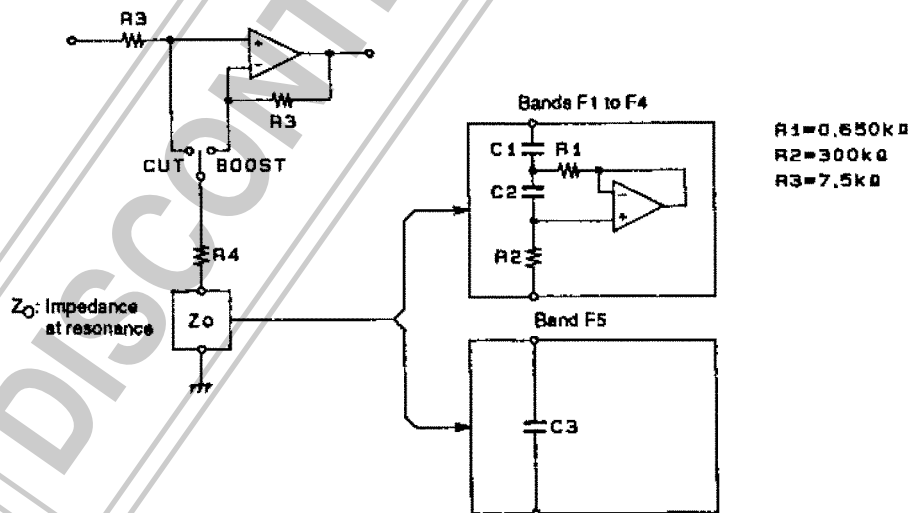 R3
+
−
R3
CUT
BOOST
R4
Zo: Impedance
at resonance
Zo
Bands F1 to F4
C1
R1
C2
−
+
R2
R1=0.650kΩ
R2=300kΩ
R3=7.5kΩ
Band F5
C3
DISCONT